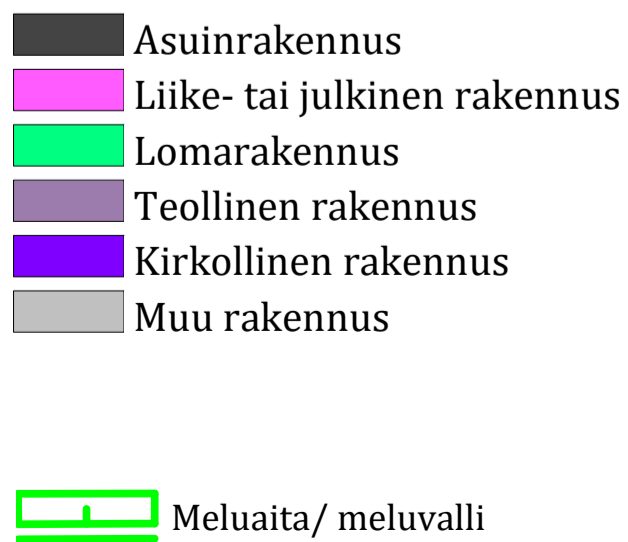 Asuinrakennus
Liike- tai julkinen rakennus
Lomarakennus
Teollinen rakennus
Kirkollinen rakennus
Muu rakennus
Meluaita/ meluvalli